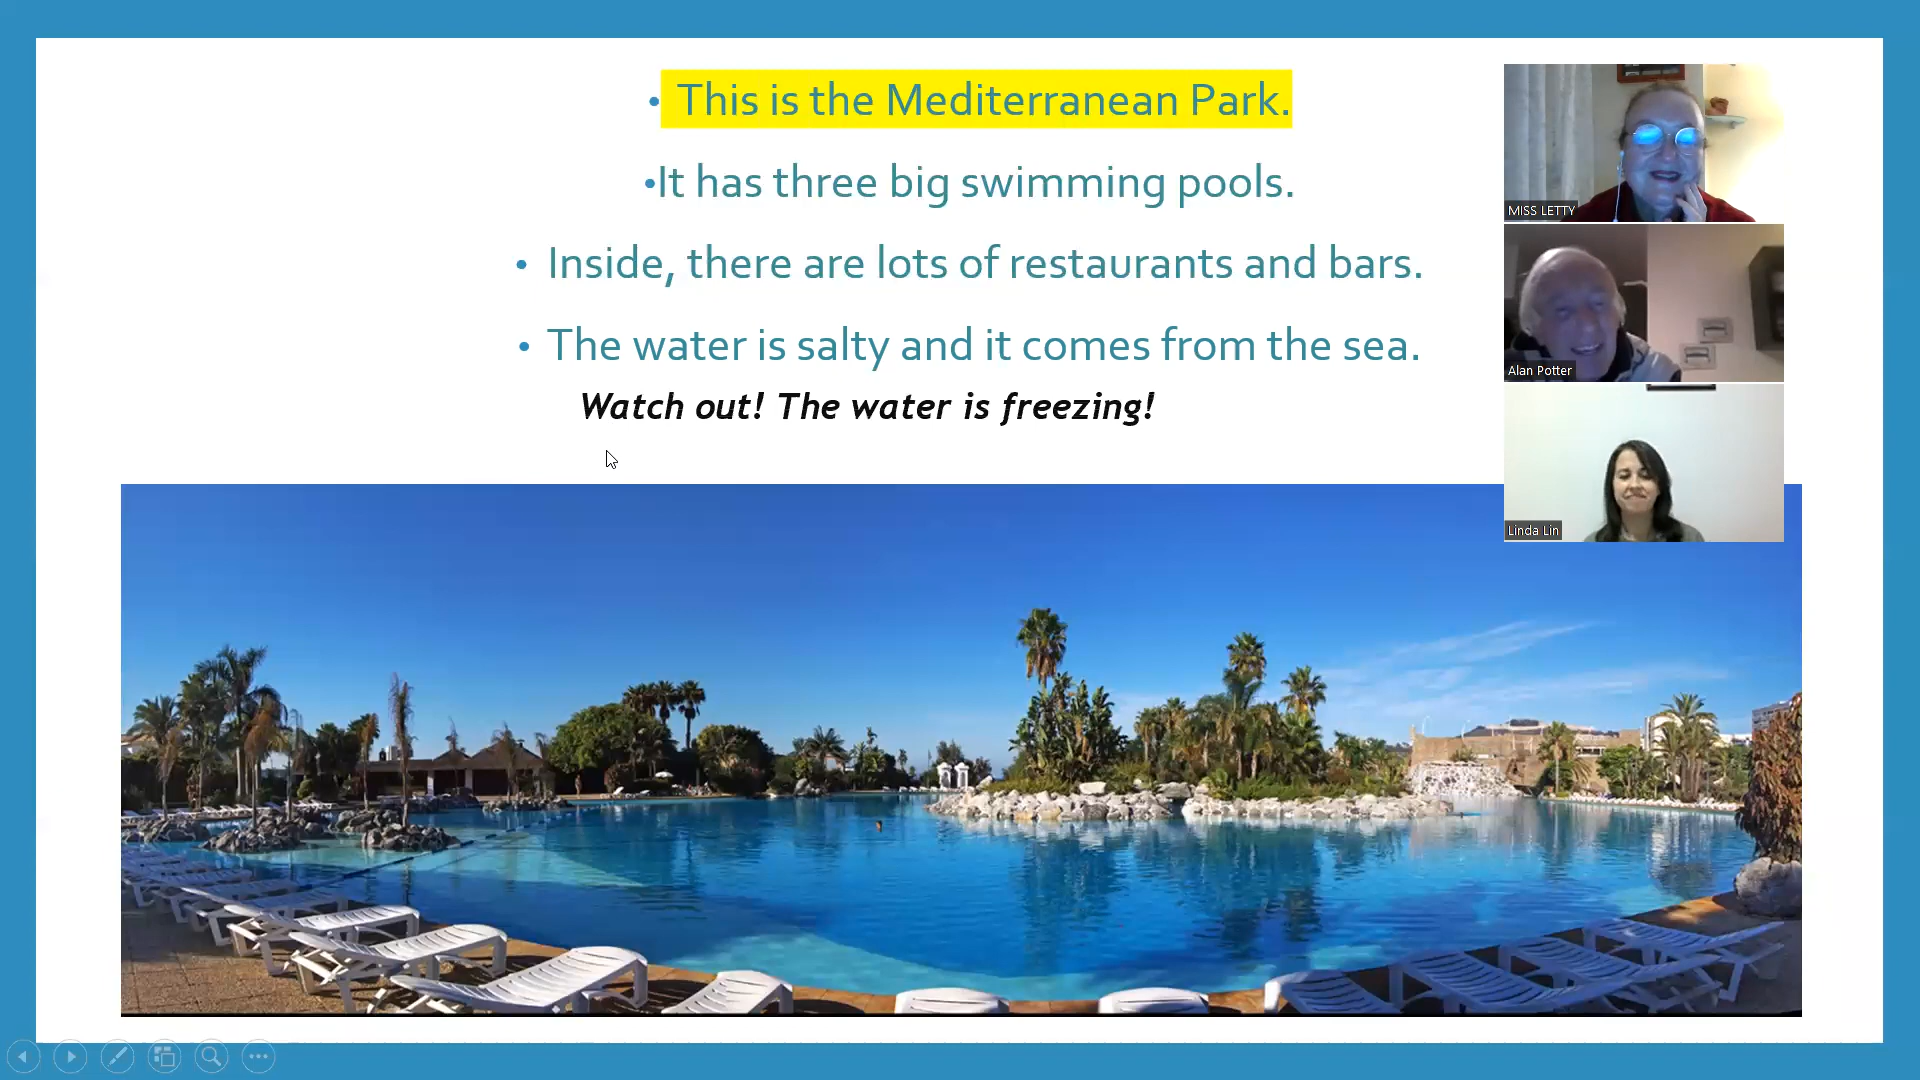 • This is the Mediterranean Park.
•It has three big swimming pools.
• Inside, there are lots of restaurants and bars.
• The water is salty and it comes from the sea.
Watch out! The water is freezing!
MISS LETTY
Alan Potter
Linda Lin